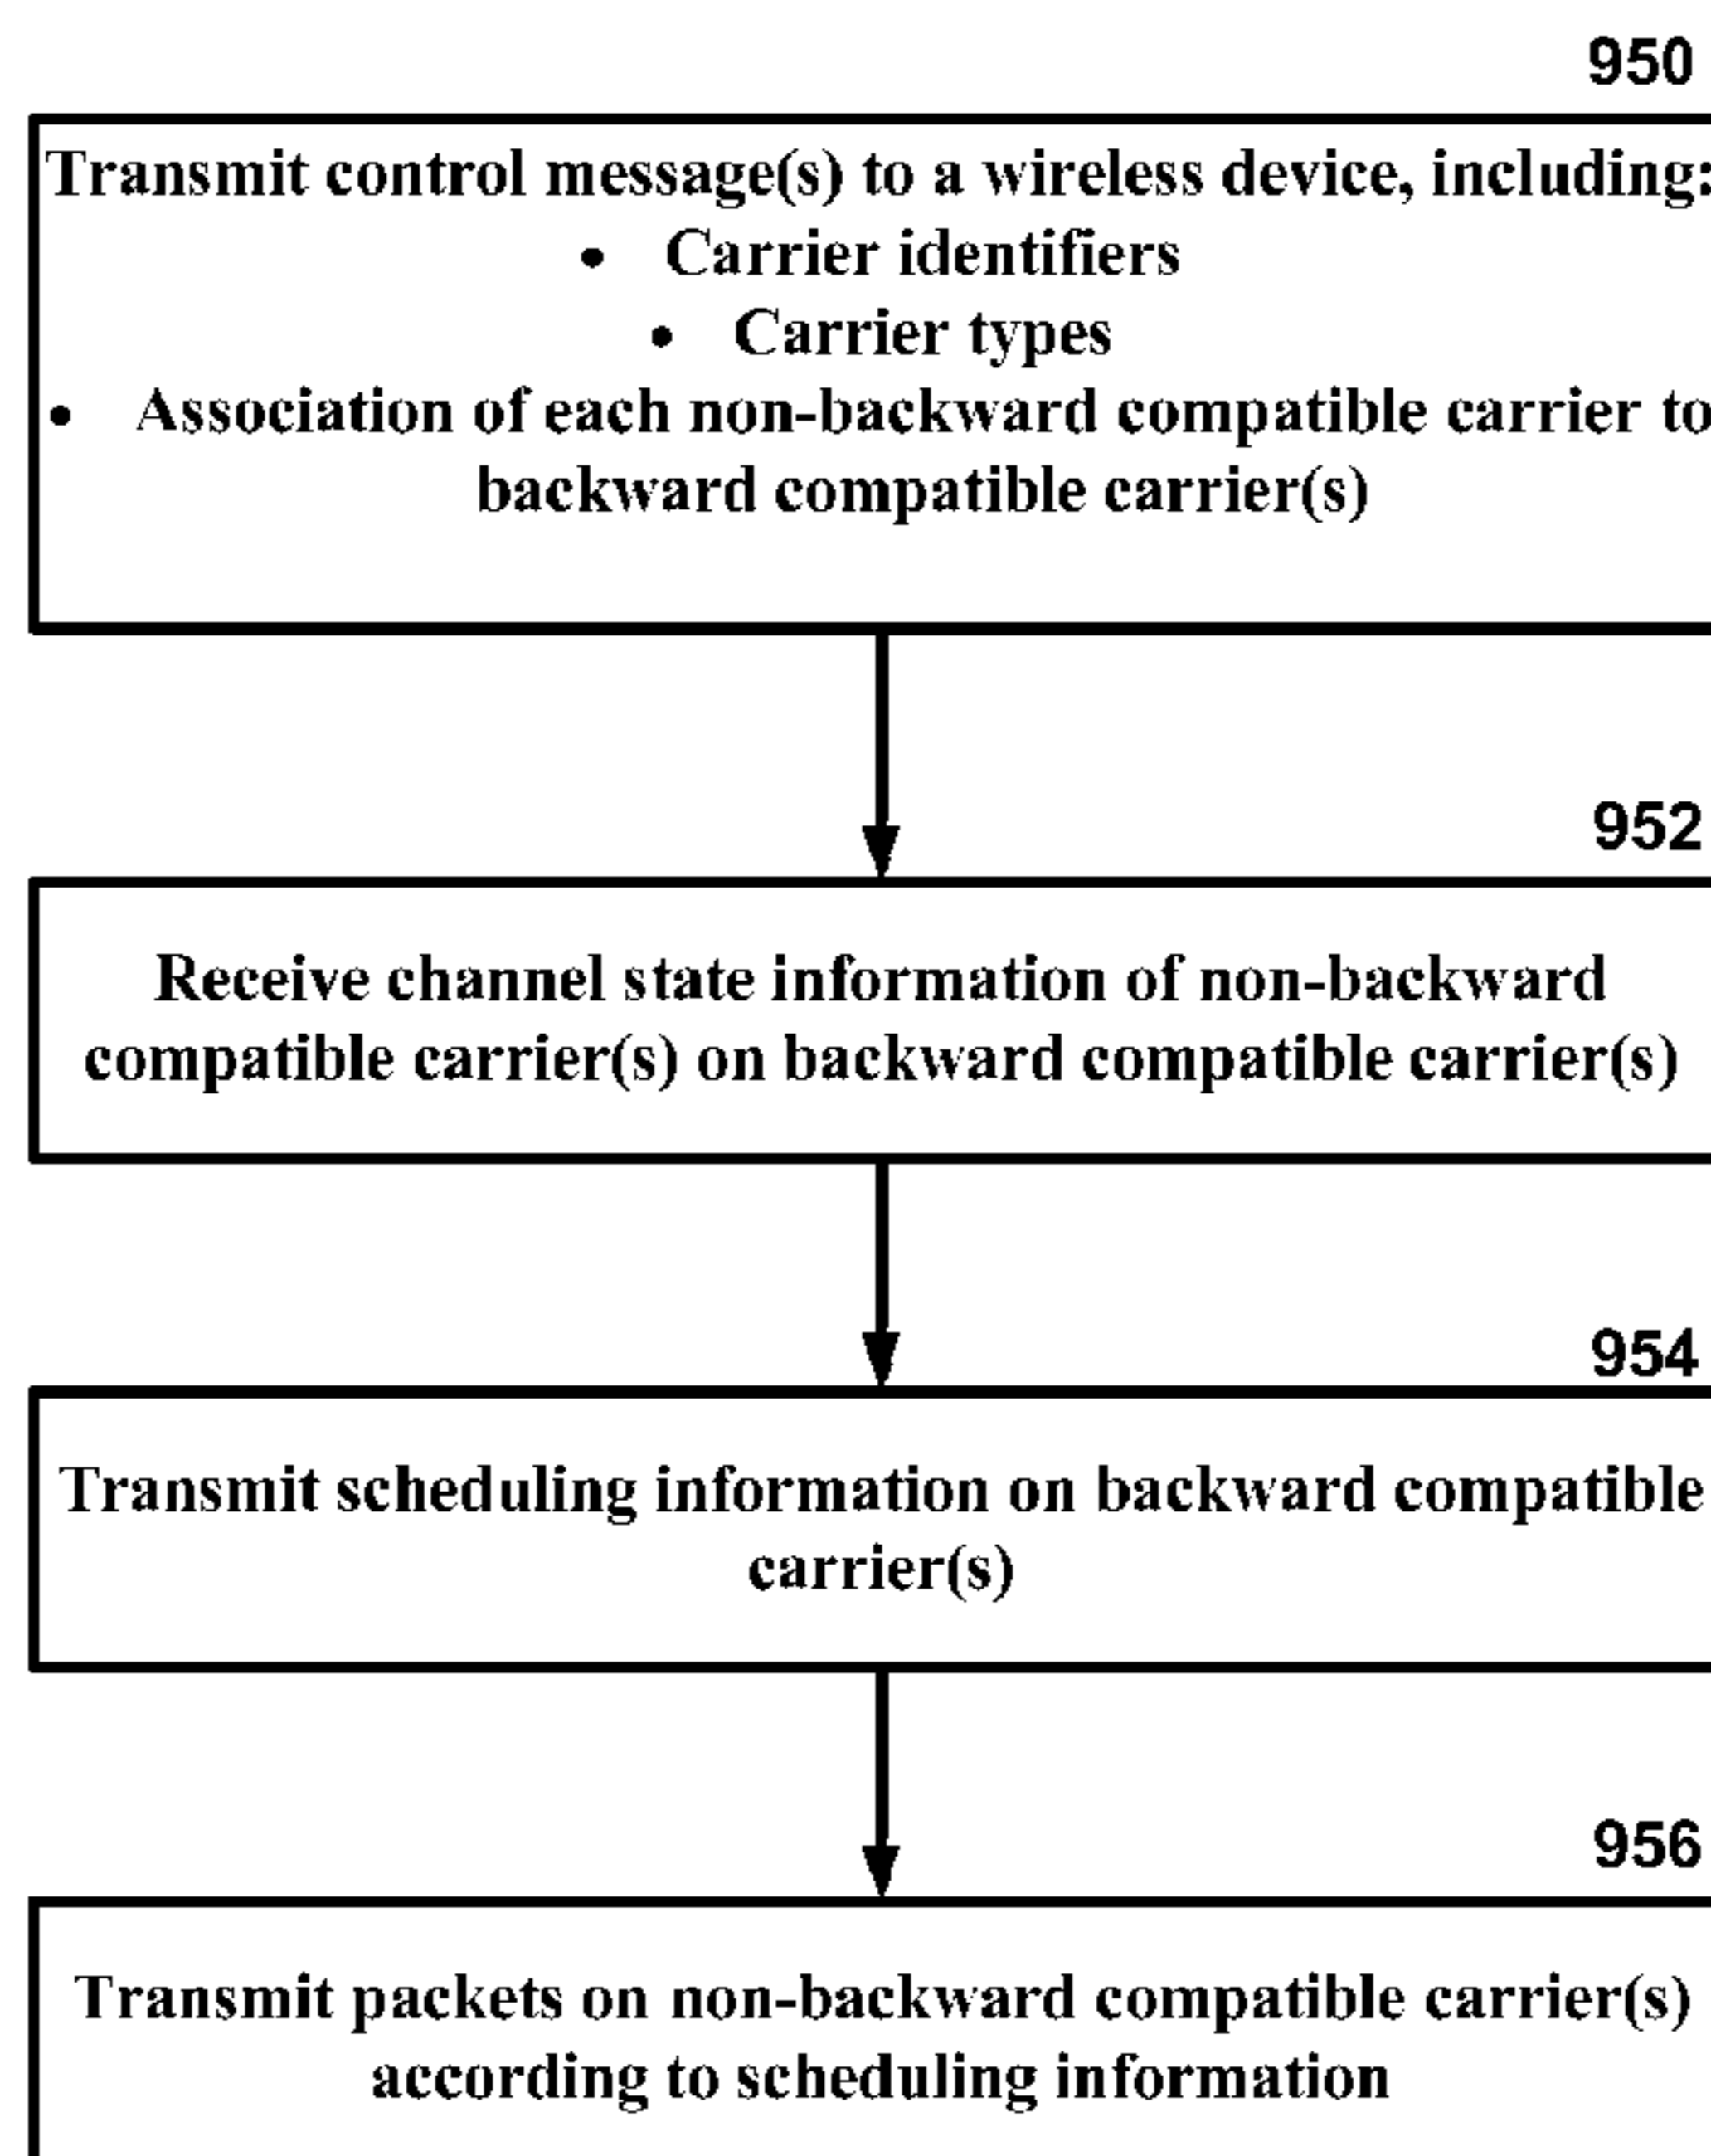 950
Transmit control message(s) to a wireless device, including:
• Carrier identifiers
• Carrier types
• Association of each non-backward compatible carrier to
backward compatible carrier(s)
952
Receive channel state information of non-backward
compatible carrier(s) on backward compatible carrier(s)
954
Transmit scheduling information on backward compatible
carrier(s)
956
Transmit packets on non-backward compatible carrier(s)
according to scheduling information